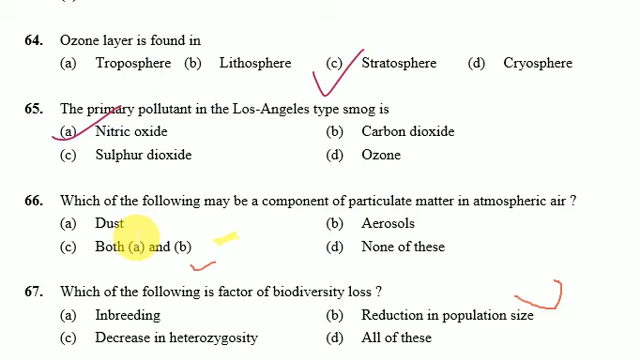 64. Ozone layer is found in
(a) Troposphere (b) Lithosphere (c) Stratosphere (d) Cryosphere
65. The primary pollutant in the Los-Angeles type smog is
(a) Nitric oxide (b) Carbon dioxide
(c) Sulphur dioxide (d) Ozone
66. Which of the following may be a component of particulate matter in atmospheric air ?
(a) Dust (b) Aerosols
(c) Both (a) and (b) (d) None of these
67. Which of the following is factor of biodiversity loss ?
(a) Inbreeding (b) Reduction in population size
(c) Decrease in heterozygosity (d) All of these